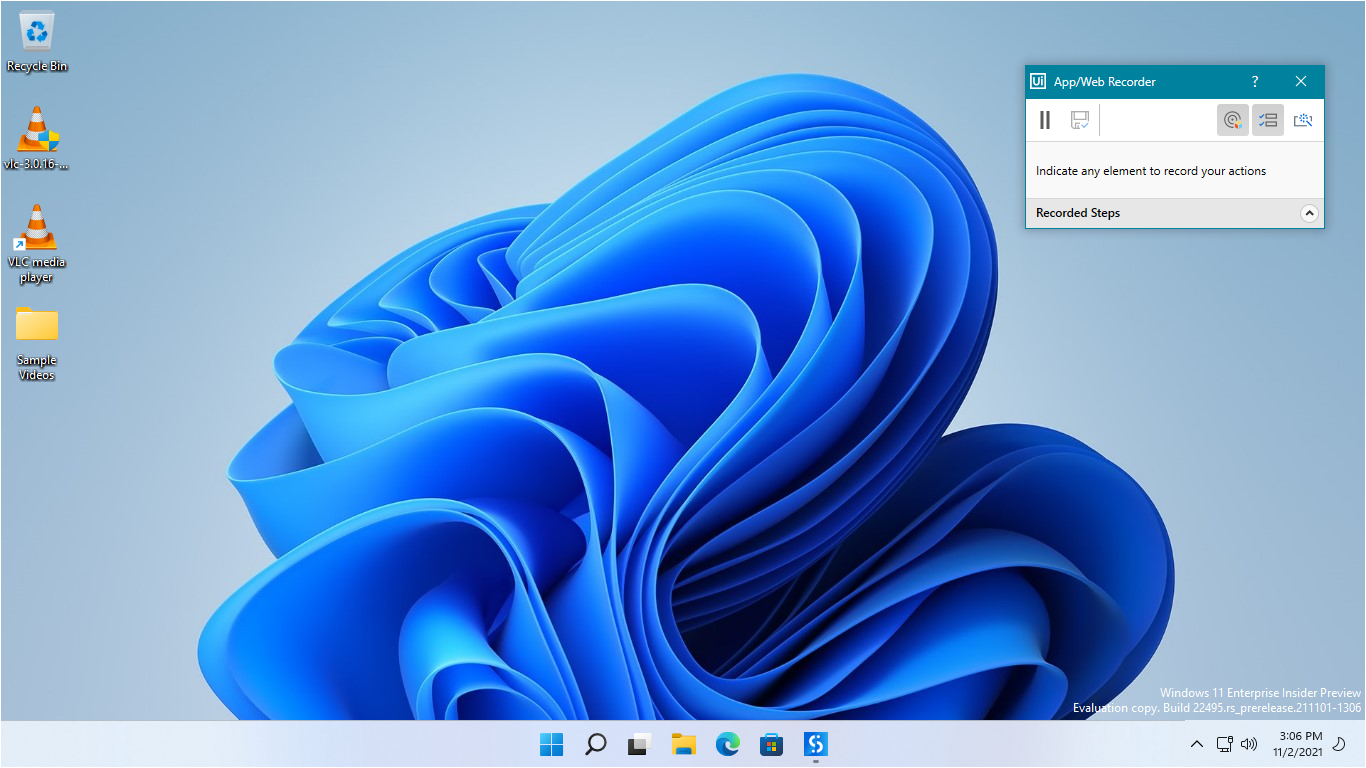 Recycle Bin
vlc-3.0.16-...
VLC media
player
Sample
Videos
Ui App/Web Recorder ?
Indicate any element to record your actions
Recorded Steps
Windows 11 Enterprise Insider Preview
Evaluation copy. Build 22495.rs_prerelease.211101-1306
3:06 PM
11/2/2021